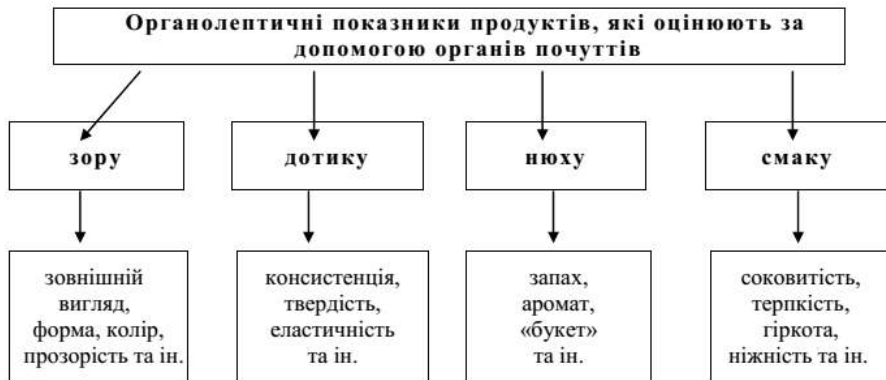 Органолептичні показники продуктів, які оцінюють за
допомогою органів почуттів
зору
дотику
нюху
смаку
зовнішній
вигляд,
форма, колір,
прозорість та ін.
консистенція,
твердість,
еластичність
та ін.
запах,
аромат,
«букет»
та ін.
соковитість,
терпкість,
гіркота,
ніжність та ін.